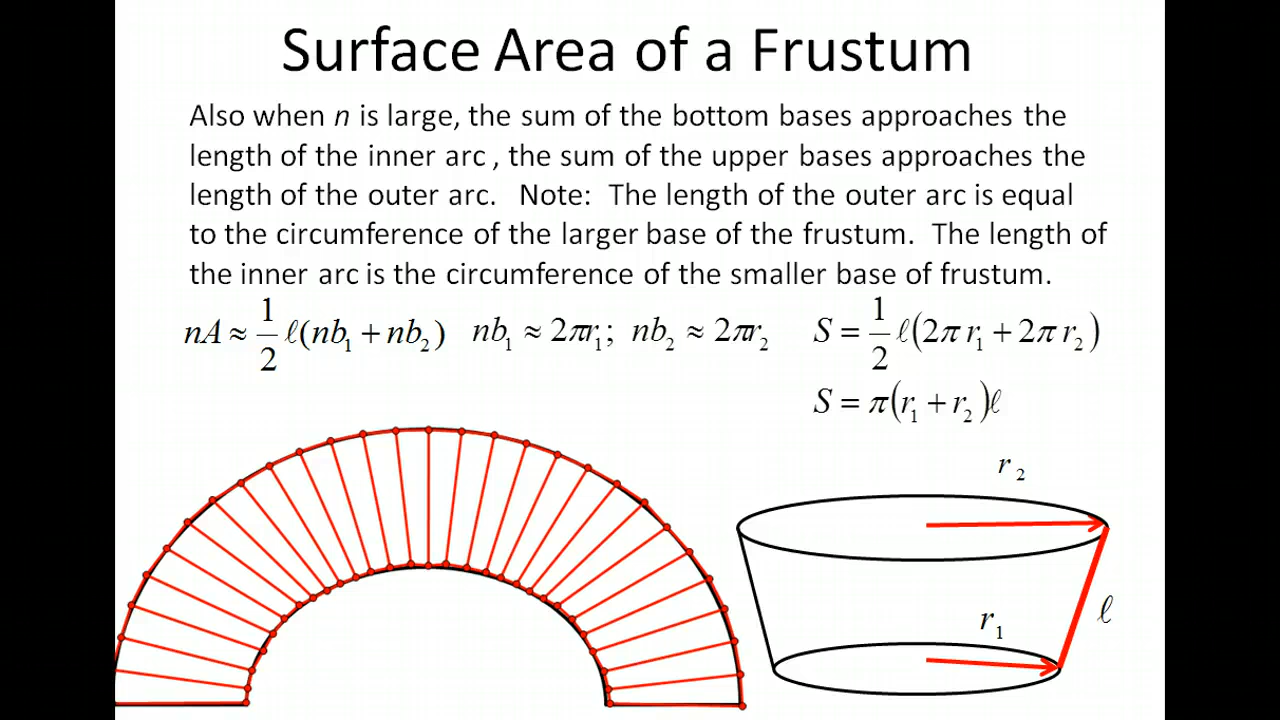 Surface Area of a Frustum
Also when n is large, the sum of the bottom bases approaches the
length of the inner arc , the sum of the upper bases approaches the
length of the outer arc. Note: The length of the outer arc is equal
to the circumference of the larger base of the frustum. The length of
the inner arc is the circumference of the smaller base of frustum.
nA ≈ 1/2 ℓ(nb₁ + nb₂) nb₁ ≈ 2πr₁; nb₂ ≈ 2πr₂ S = 1/2 ℓ(2π r₁ + 2π r₂)
S = π(r₁ + r₂)ℓ
r₂
r₁
ℓ